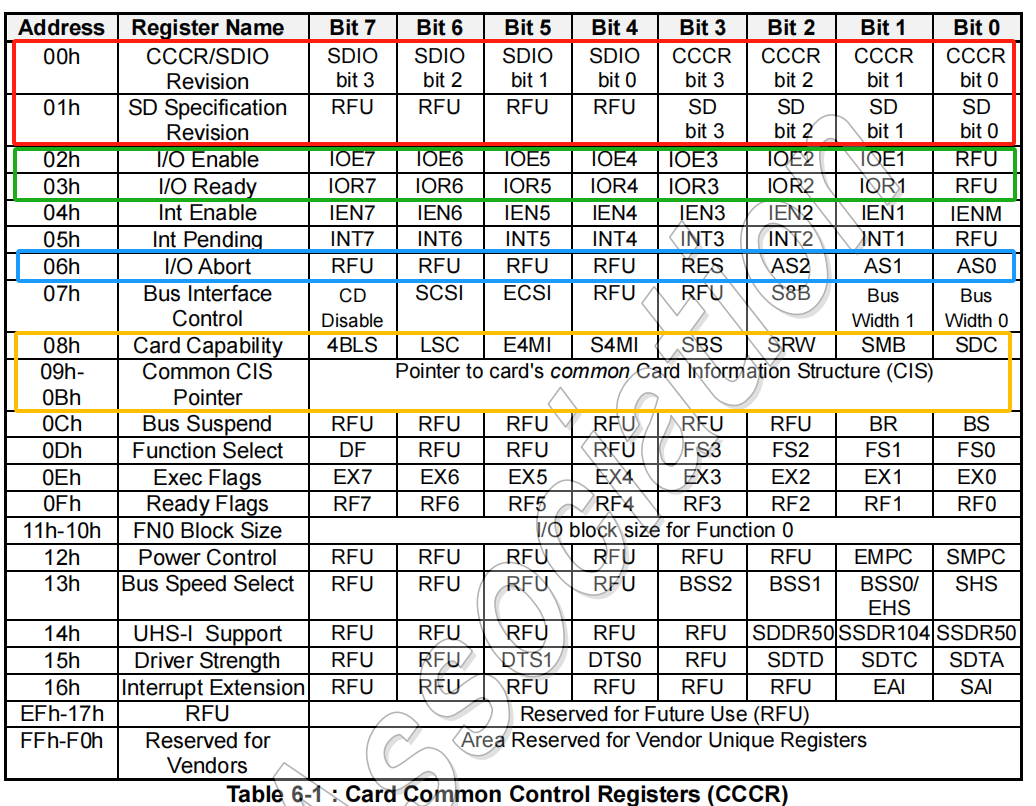 Address Register Name Bit 7 Bit 6 Bit 5 Bit 4 Bit 3 Bit 2 Bit 1 Bit 0
00h CCCR/SDIO SDIO SDIO SDIO SDIO CCCR CCCR CCCR CCCR
Revision bit 3 bit 2 bit 1 bit 0 bit 3 bit 2 bit 1 bit 0
01h SD Specification RFU RFU RFU RFU SD SD SD SD
Revision bit 3 bit 2 bit 1 bit 0
02h I/O Enable IOE7 IOE6 IOE5 IOE4 IOE3 IOE2 IOE1 RFU
03h I/O Ready IOR7 IOR6 IOR5 IOR4 IOR3 IOR2 IOR1 RFU
04h Int Enable IEN7 IEN6 IEN5 IEN4 IEN3 IEN2 IEN1 IENM
05h Int Pending INT7 INT6 INT5 INT4 INT3 INT2 INT1 RFU
06h I/O Abort RFU RFU RFU RFU RES AS2 AS1 AS0
07h Bus Interface CD SCSI ECSI RFU RFU S8B Bus Bus
Control Disable Width 1 Width 0
08h Card Capability 4BLS LSC E4MI S4MI SBS SRW SMB SDC
09h- Common CIS Pointer to card's common Card Information Structure (CIS)
0Bh Pointer
0Ch Bus Suspend RFU RFU RFU RFU RFU RFU BR BS
0Dh Function Select DF RFU RFU RFU FS3 FS2 FS1 FS0
0Eh Exec Flags EX7 EX6 EX5 EX4 EX3 EX2 EX1 EX0
0Fh Ready Flags RF7 RF6 RF5 RF4 RF3 RF2 RF1 RF0
11h-10h FN0 Block Size I/O block size for Function 0
12h Power Control RFU RFU RFU RFU RFU RFU EMPC SMPC
13h Bus Speed Select RFU RFU RFU RFU BSS2 BSS1 BSS0/ SHS
EHS
14h UHS-I Support RFU RFU RFU RFU RFU SDDR50 SSDR104 SSDR50
15h Driver Strength RFU RFU DTS1 DTS0 RFU SDTD SDTC SDTA
16h Interrupt Extension RFU RFU RFU RFU RFU RFU EAI SAI
EFh-17h RFU Reserved for Future Use (RFU)
FFh-F0h Reserved for Area Reserved for Vendor Unique Registers
Vendors
Table 6-1 : Card Common Control Registers (CCCR)
Association